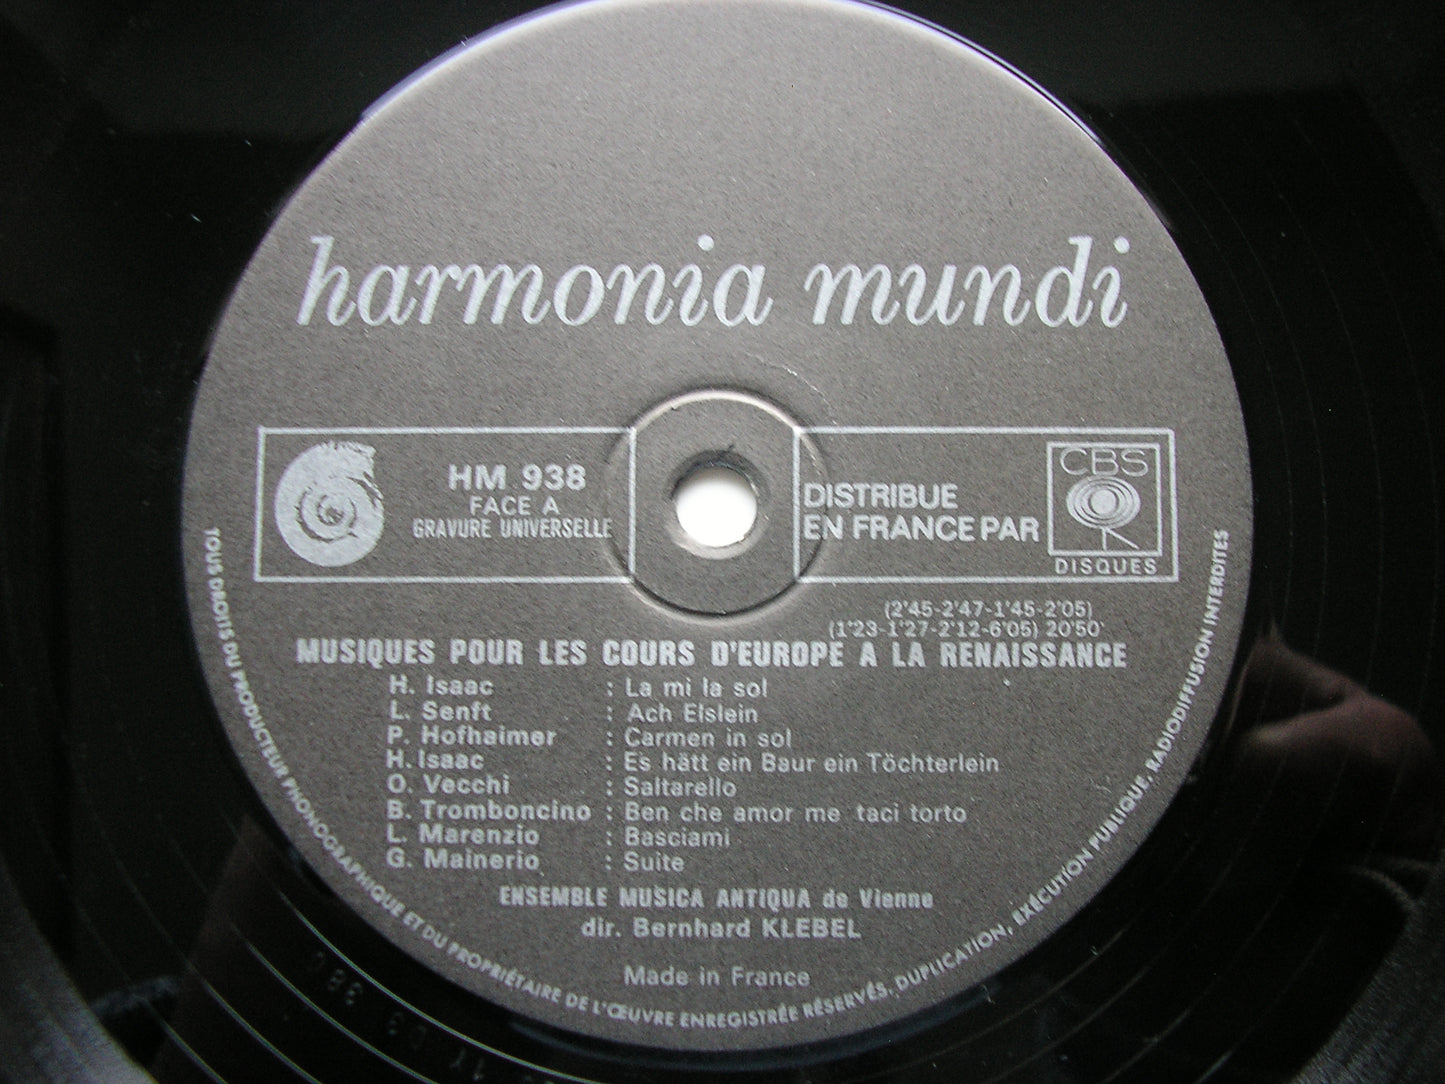 harmonia mundi
HM 938
FACE A
GRAVURE UNIVERSELLE
DISTRIBUE
EN FRANCE PAR
CBS
DISQUES
(2'45-2'47-1'45-2'05)
(1'23-1'27-2'12-6'05) 20'50'
MUSIQUES POUR LES COURS D'EUROPE A LA RENAISSANCE
H. Isaac : La mi la sol
L. Senft : Ach Elslein
P. Hofhaimer : Carmen in sol
H. Isaac : Es hätt ein Baur ein Töchterlein
O. Vecchi : Saltarello
B. Tromboncino : Ben che amor me taci torto
L. Marenzio : Basciami
G. Mainerio : Suite
ENSEMBLE MUSICA ANTIQUA de Vienne
dir. Bernhard KLEBEL
Made in France
TOUS DROITS DU PRODUCTEUR PHONOGRAPHIQUE ET DU PROPRIÉTAIRE DE L'ŒUVRE ENREGISTRÉE RÉSERVÉS. DUPLICATION, EXÉCUTION PUBLIQUE, RADIODIFFUSION INTERDITES